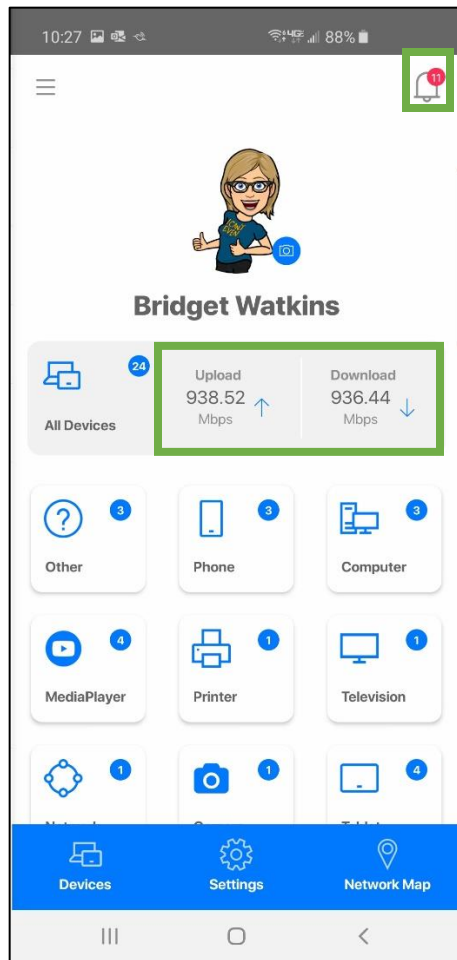 10:27 88%
11
Bridget Watkins
24
Upload Download
938.52 936.44
Mbps Mbps
All Devices
3 3 3
Other Phone Computer
4 1 1
MediaPlayer Printer Television
1 1 4
Devices Settings Network Map